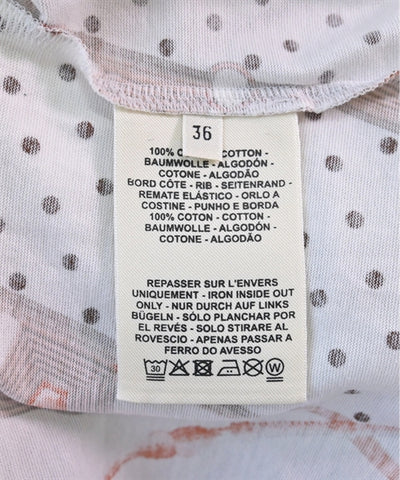 36
100% COTON - COTTON -
BAUMWOLLE - ALGODÓN -
COTONE - ALGODÃO
BORD CÔTE - RIB - SEITENRAND -
REMATE ELÁSTICO - ORLO A
COSTINE - PUNHO E BORDA
100% COTON - COTTON -
BAUMWOLLE - ALGODÓN -
COTONE - ALGODÃO
REPASSER SUR L'ENVERS
UNIQUEMENT - IRON INSIDE OUT
ONLY - NUR DURCH AUF LINKS
BÜGELN - SÓLO PLANCHAR POR
EL REVÉS - SOLO STIRARE AL
ROVESCIO - APENAS PASSAR A
FERRO DO AVESSO
30 W